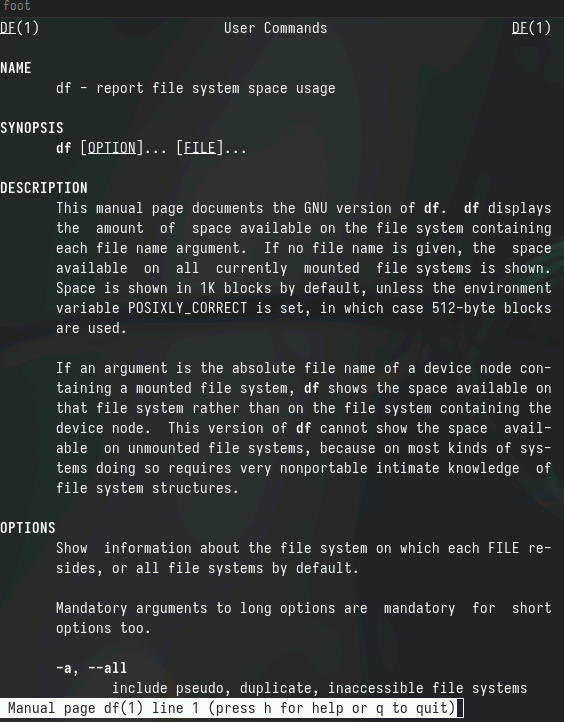 foot
DF(1) User Commands DF(1)
NAME
df - report file system space usage
SYNOPSIS
df [OPTION]... [FILE]...
DESCRIPTION
This manual page documents the GNU version of df. df displays
the amount of space available on the file system containing
each file name argument. If no file name is given, the space
available on all currently mounted file systems is shown.
Space is shown in 1K blocks by default, unless the environment
variable POSIXLY_CORRECT is set, in which case 512-byte blocks
are used.
If an argument is the absolute file name of a device node con-
taining a mounted file system, df shows the space available on
that file system rather than on the file system containing the
device node. This version of df cannot show the space avail-
able on unmounted file systems, because on most kinds of sys-
tems doing so requires very nonportable intimate knowledge of
file system structures.
OPTIONS
Show information about the file system on which each FILE re-
sides, or all file systems by default.
Mandatory arguments to long options are mandatory for short
options too.
-a, --all
include pseudo, duplicate, inaccessible file systems
Manual page df(1) line 1 (press h for help or q to quit)